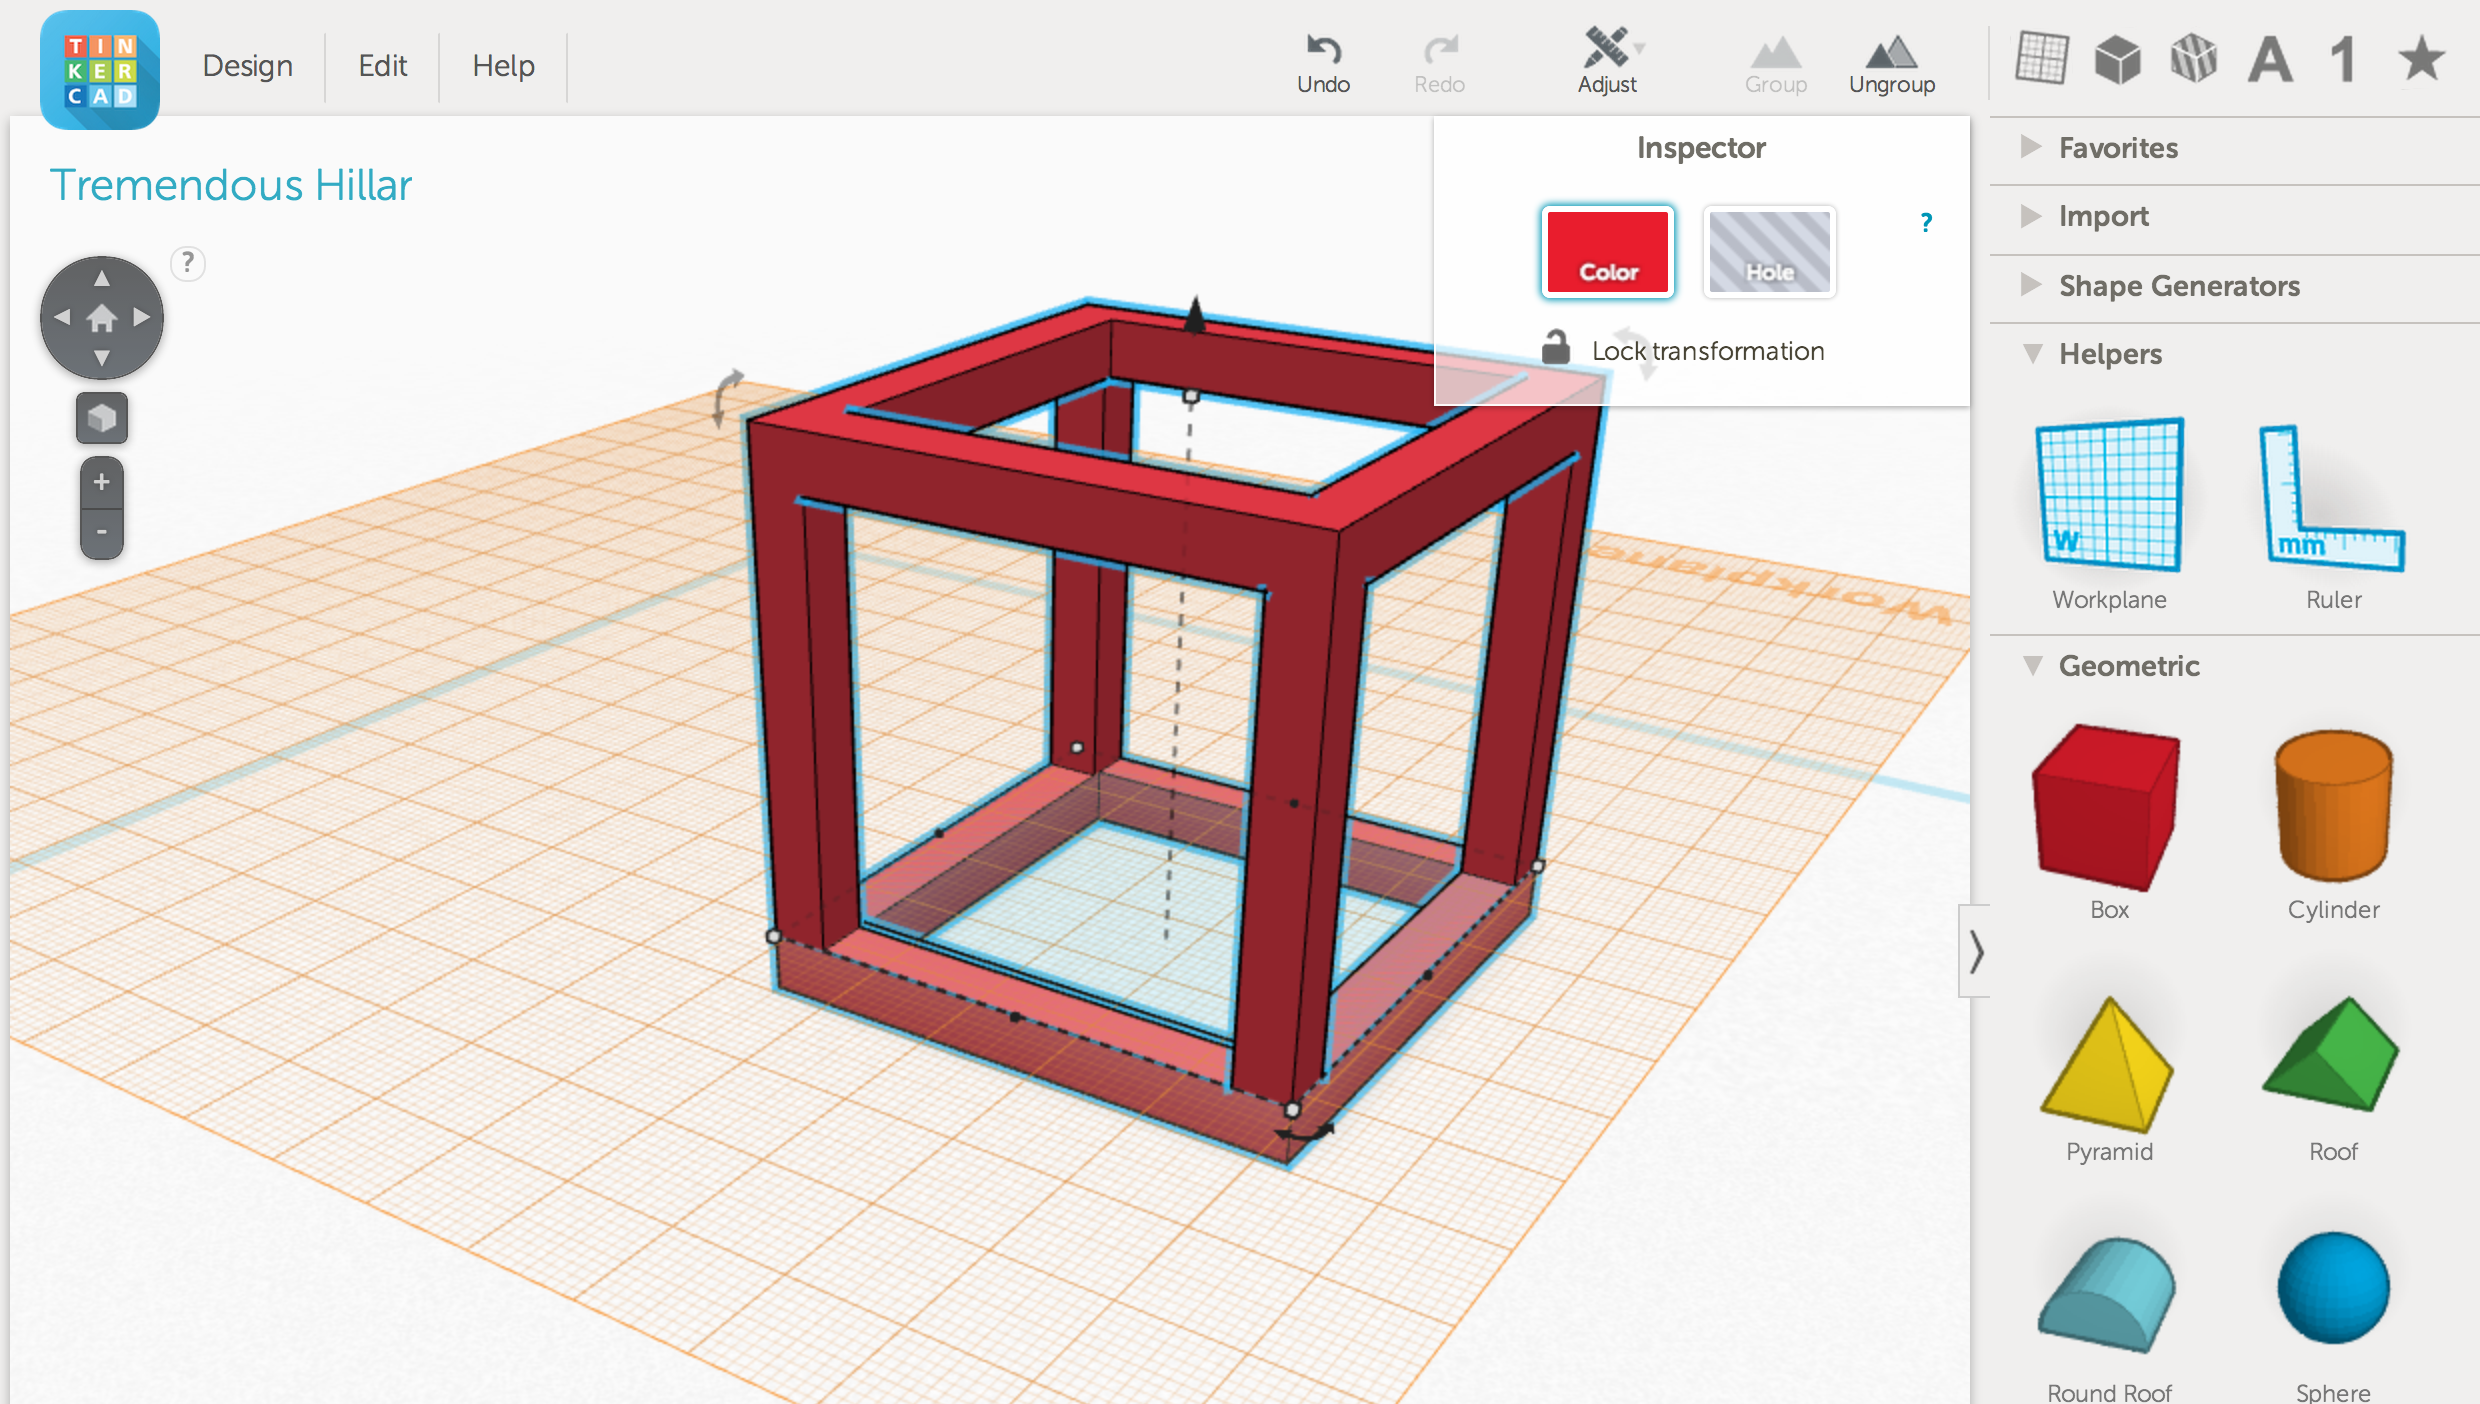 TIN
KER
CAD
Design
Edit
Help
Undo
Redo
Adjust
Group
Ungroup
A
1
Tremendous Hillar
?
+
-
Inspector
Color
Hole
?
Lock transformation
Workplane
Favorites
Import
Shape Generators
Helpers
W
Workplane
mm
Ruler
Geometric
Box
Cylinder
Pyramid
Roof
Round Roof
Sphere